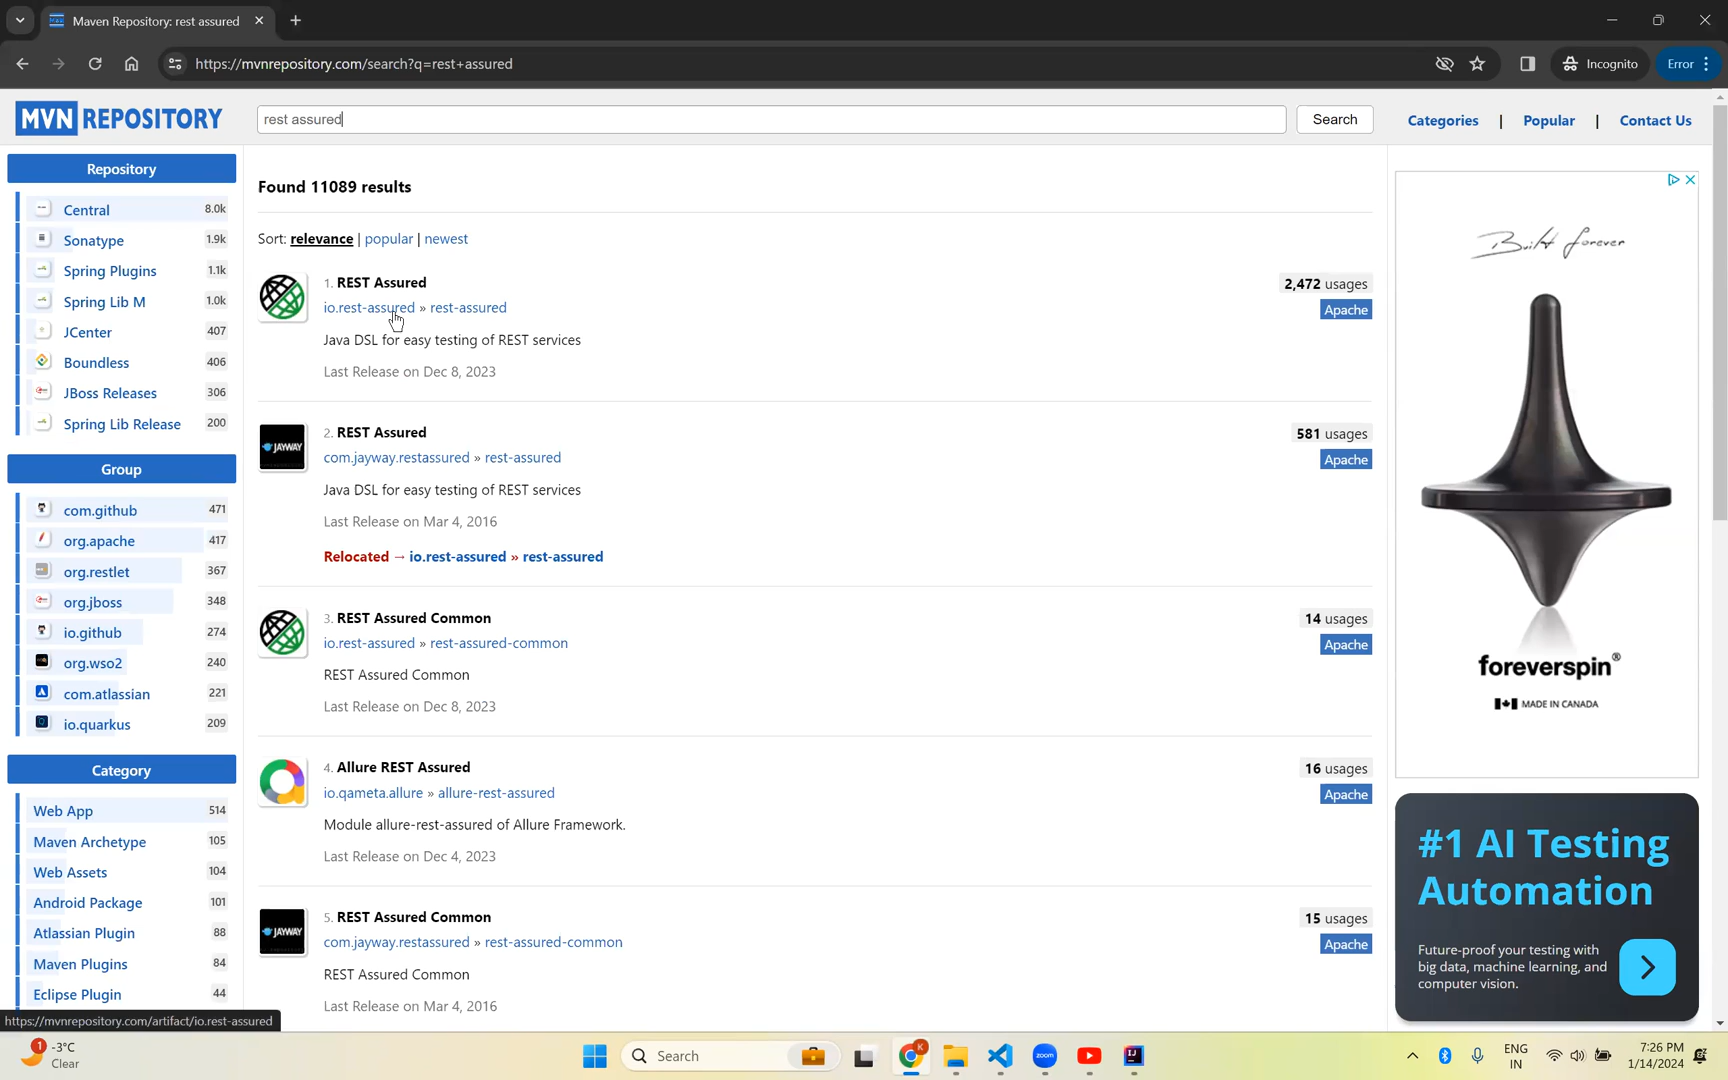 Maven Repository: rest assured
https://mvnrepository.com/search?q=rest+assured
Incognito
Error
MVN REPOSITORY
rest assured
Search
Categories | Popular | Contact Us
Repository
Central 8.0k
Sonatype 1.9k
Spring Plugins 1.1k
Spring Lib M 1.0k
JCenter 407
Boundless 406
JBoss Releases 306
Spring Lib Release 200
Group
com.github 471
org.apache 417
org.restlet 367
org.jboss 348
io.github 274
org.wso2 240
com.atlassian 221
io.quarkus 209
Category
Web App 514
Maven Archetype 105
Web Assets 104
Android Package 101
Atlassian Plugin 88
Maven Plugins 84
Eclipse Plugin 44
https://mvnrepository.com/artifact/io.rest-assured
Found 11089 results
Sort: relevance | popular | newest
1. REST Assured
2,472 usages
io.rest-assured » rest-assured
Apache
Java DSL for easy testing of REST services
Last Release on Dec 8, 2023
JAYWAY
2. REST Assured
581 usages
com.jayway.restassured » rest-assured
Apache
Java DSL for easy testing of REST services
Last Release on Mar 4, 2016
Relocated → io.rest-assured » rest-assured
3. REST Assured Common
14 usages
io.rest-assured » rest-assured-common
Apache
REST Assured Common
Last Release on Dec 8, 2023
4. Allure REST Assured
16 usages
io.qameta.allure » allure-rest-assured
Apache
Module allure-rest-assured of Allure Framework.
Last Release on Dec 4, 2023
JAYWAY
5. REST Assured Common
15 usages
com.jayway.restassured » rest-assured-common
Apache
REST Assured Common
Last Release on Mar 4, 2016
Built forever
foreverspin®
MADE IN CANADA
#1 AI Testing
Automation
Future-proof your testing with
big data, machine learning, and
computer vision.
1
-3°C
Clear
Search
K
zoom
IJ
ENG
IN
7:26 PM
1/14/2024